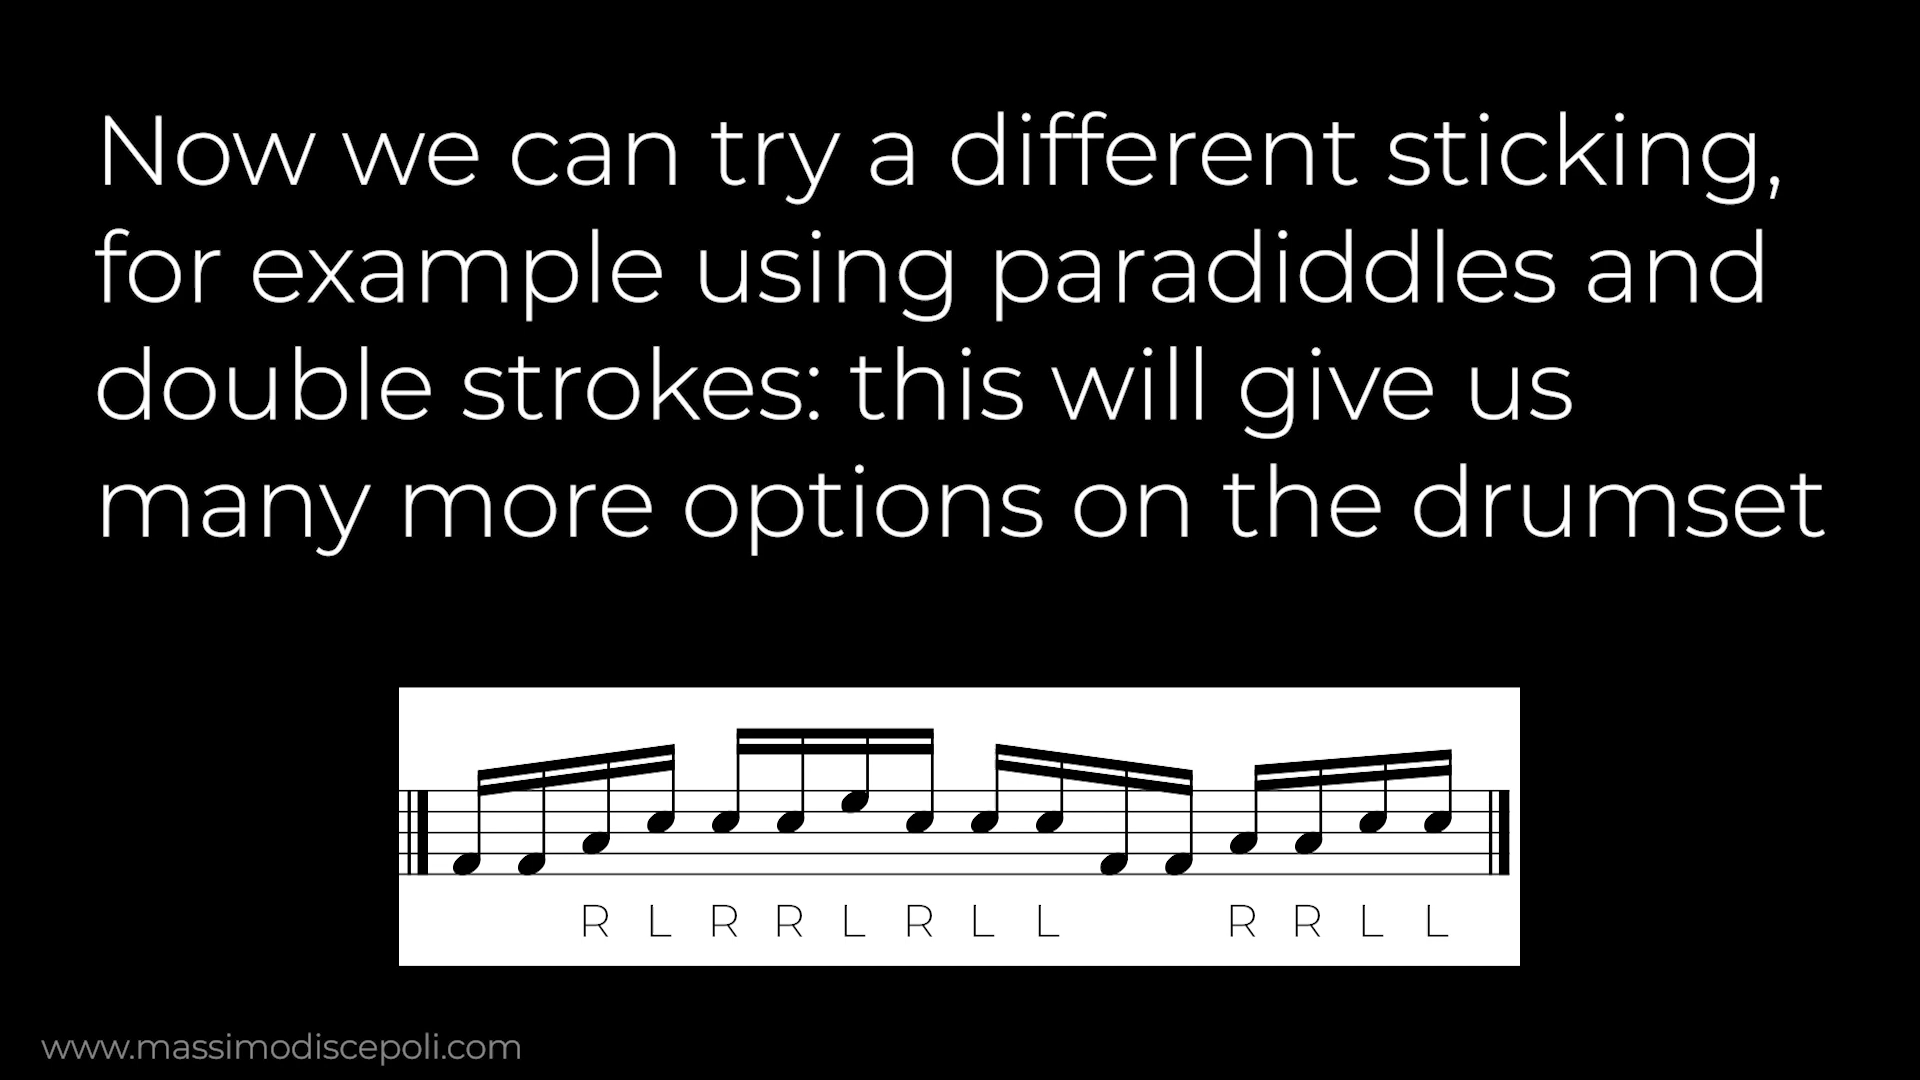 Now we can try a different sticking,
for example using paradiddles and
double strokes: this will give us
many more options on the drumset
R L R R L R L L R R L L
www.massimodiscepoli.com